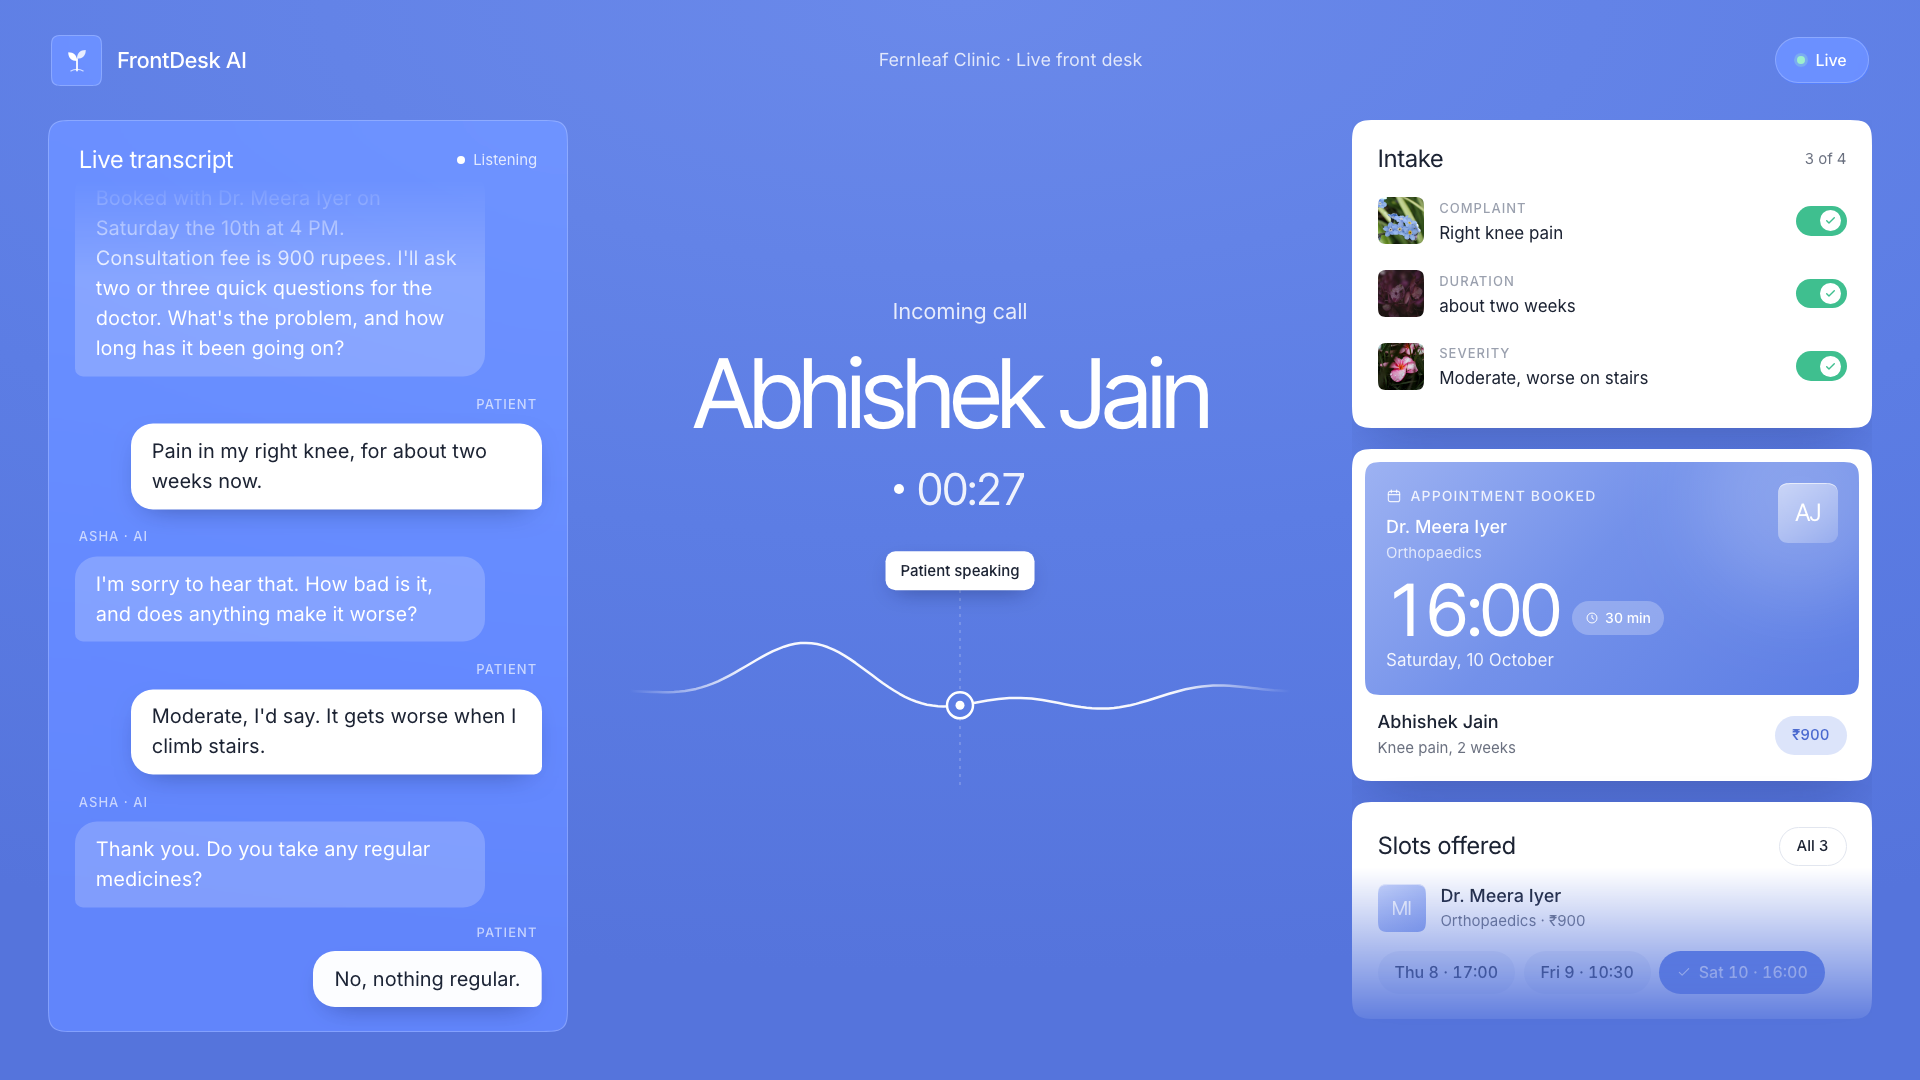 FrontDesk AI
Fernleaf Clinic · Live front desk
Live
Live transcript
Listening
Booked with Dr. Meera Iyer on
Saturday the 10th at 4 PM.
Consultation fee is 900 rupees. I'll ask
two or three quick questions for the
doctor. What's the problem, and how
long has it been going on?
PATIENT
Pain in my right knee, for about two
weeks now.
ASHA · AI
I'm sorry to hear that. How bad is it,
and does anything make it worse?
PATIENT
Moderate, I'd say. It gets worse when I
climb stairs.
ASHA · AI
Thank you. Do you take any regular
medicines?
PATIENT
No, nothing regular.
Incoming call
Abhishek Jain
00:27
Patient speaking
Intake
3 of 4
COMPLAINT
Right knee pain
DURATION
about two weeks
SEVERITY
Moderate, worse on stairs
APPOINTMENT BOOKED
AJ
Dr. Meera Iyer
Orthopaedics
16:00
30 min
Saturday, 10 October
Abhishek Jain
Knee pain, 2 weeks
₹900
Slots offered
All 3
MI
Dr. Meera Iyer
Orthopaedics · ₹900
Thu 8 · 17:00
Fri 9 · 10:30
Sat 10 · 16:00